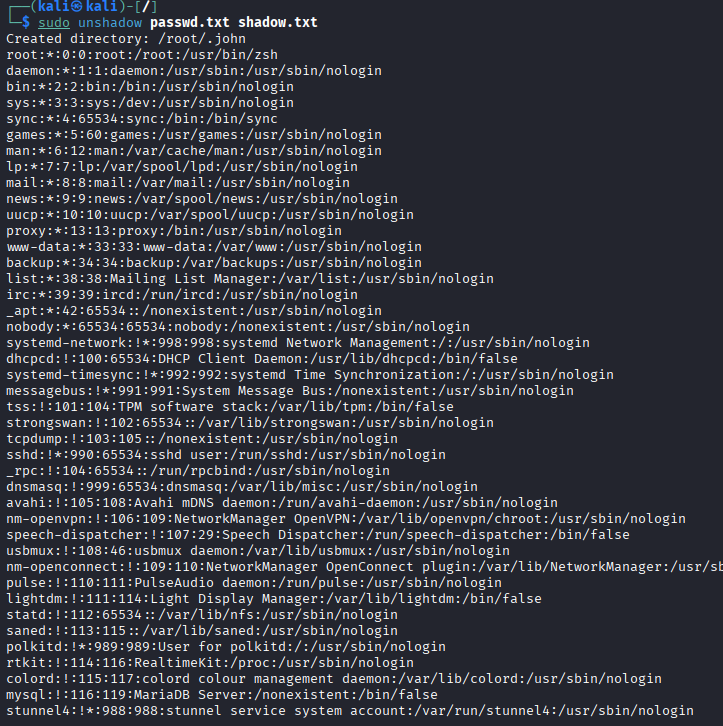 ┌──(kali㉿kali)-[/]
└─$ sudo unshadow passwd.txt shadow.txt
Created directory: /root/.john
root:*:0:0:root:/root:/usr/bin/zsh
daemon:*:1:1:daemon:/usr/sbin:/usr/sbin/nologin
bin:*:2:2:bin:/bin:/usr/sbin/nologin
sys:*:3:3:sys:/dev:/usr/sbin/nologin
sync:*:4:65534:sync:/bin:/bin/sync
games:*:5:60:games:/usr/games:/usr/sbin/nologin
man:*:6:12:man:/var/cache/man:/usr/sbin/nologin
lp:*:7:7:lp:/var/spool/lpd:/usr/sbin/nologin
mail:*:8:8:mail:/var/mail:/usr/sbin/nologin
news:*:9:9:news:/var/spool/news:/usr/sbin/nologin
uucp:*:10:10:uucp:/var/spool/uucp:/usr/sbin/nologin
proxy:*:13:13:proxy:/bin:/usr/sbin/nologin
www-data:*:33:33:www-data:/var/www:/usr/sbin/nologin
backup:*:34:34:backup:/var/backups:/usr/sbin/nologin
list:*:38:38:Mailing List Manager:/var/list:/usr/sbin/nologin
irc:*:39:39:ircd:/run/ircd:/usr/sbin/nologin
_apt:*:42:65534::/nonexistent:/usr/sbin/nologin
nobody:*:65534:65534:nobody:/nonexistent:/usr/sbin/nologin
systemd-network:!*:998:998:systemd Network Management:/:/usr/sbin/nologin
dhcpcd:!:100:65534:DHCP Client Daemon:/usr/lib/dhcpcd:/bin/false
systemd-timesync:!*:992:992:systemd Time Synchronization:/:/usr/sbin/nologin
messagebus:!*:991:991:System Message Bus:/nonexistent:/usr/sbin/nologin
tss:!:101:104:TPM software stack:/var/lib/tpm:/bin/false
strongswan:!:102:65534::/var/lib/strongswan:/usr/sbin/nologin
tcpdump:!:103:105::/nonexistent:/usr/sbin/nologin
sshd:!*:990:65534:sshd user:/run/sshd:/usr/sbin/nologin
_rpc:!:104:65534::/run/rpcbind:/usr/sbin/nologin
dnsmasq:!:999:65534:dnsmasq:/var/lib/misc:/usr/sbin/nologin
avahi:!:105:108:Avahi mDNS daemon:/run/avahi-daemon:/usr/sbin/nologin
nm-openvpn:!:106:109:NetworkManager OpenVPN:/var/lib/openvpn/chroot:/usr/sbin/nologin
speech-dispatcher:!:107:29:Speech Dispatcher:/run/speech-dispatcher:/bin/false
usbmux:!:108:46:usbmux daemon:/var/lib/usbmux:/usr/sbin/nologin
nm-openconnect:!:109:110:NetworkManager OpenConnect plugin:/var/lib/NetworkManager:/usr/sb
pulse:!:110:111:PulseAudio daemon:/run/pulse:/usr/sbin/nologin
lightdm:!:111:114:Light Display Manager:/var/lib/lightdm:/bin/false
statd:!:112:65534::/var/lib/nfs:/usr/sbin/nologin
saned:!:113:115::/var/lib/saned:/usr/sbin/nologin
polkitd:!*:989:989:User for polkitd:/:/usr/sbin/nologin
rtkit:!:114:116:RealtimeKit:/proc:/usr/sbin/nologin
colord:!:115:117:colord colour management daemon:/var/lib/colord:/usr/sbin/nologin
mysql:!:116:119:MariaDB Server:/nonexistent:/bin/false
stunnel4:!*:988:988:stunnel service system account:/var/run/stunnel4:/usr/sbin/nologin